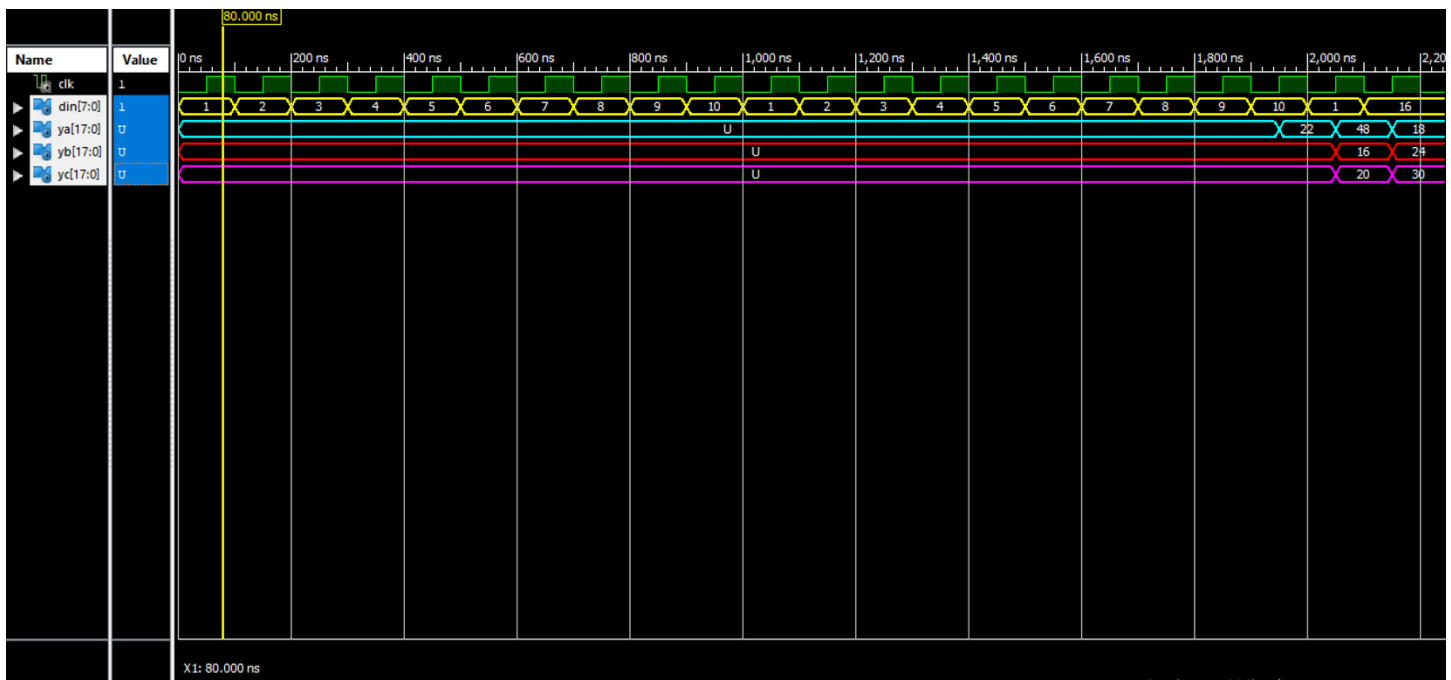 80.000 ns
Name Value 0 ns 200 ns 400 ns 600 ns 800 ns 1,000 ns 1,200 ns 1,400 ns 1,600 ns 1,800 ns 2,000 ns 2,20
clk 1
din[7:0] 1 1 2 3 4 5 6 7 8 9 10 1 2 3 4 5 6 7 8 9 10 1 16
ya[17:0] U U 22 48 18
yb[17:0] U U 16 24
yc[17:0] U U 20 30
X1: 80.000 ns